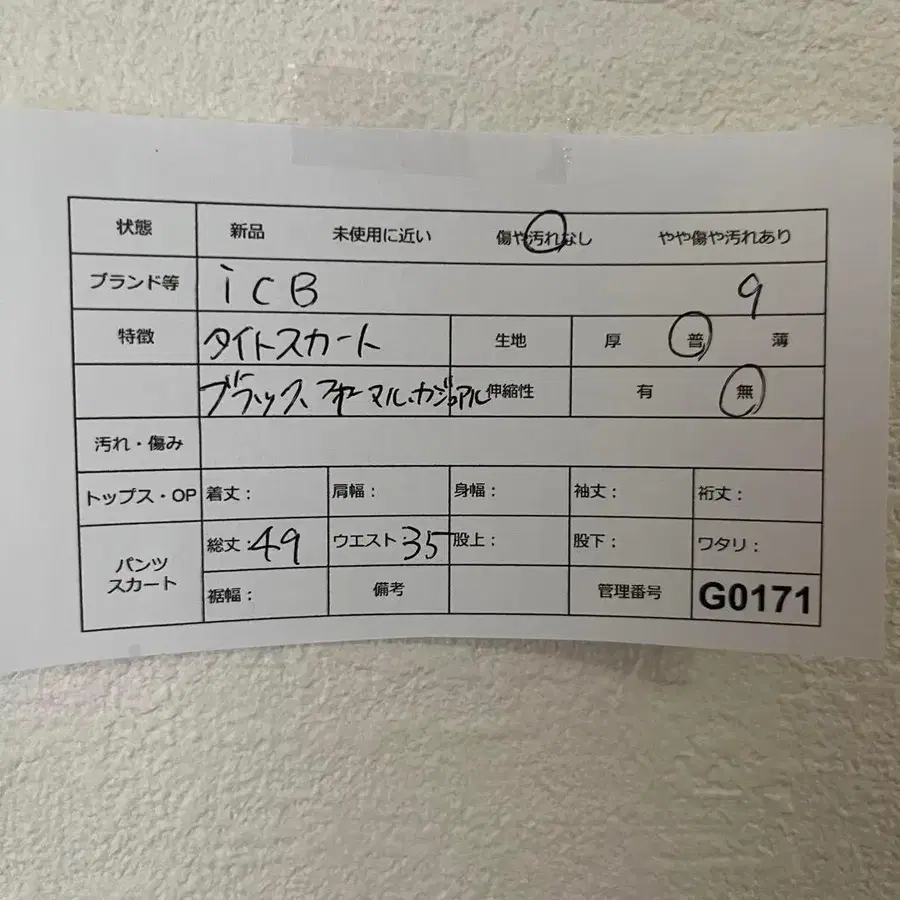 状態 新品 未使用に近い 傷や汚れなし やや傷や汚れあり
ブランド等 iCB 9
特徴 タイトスカート 生地 厚 普 薄
ブラック、フォーマル、カジュアル 伸縮性 有 無
汚れ・傷み
トップス・OP 着丈： 肩幅： 身幅： 袖丈： 裄丈：
パンツ スカート 総丈：49 ウエスト：35 股上： 股下： ワタリ：
裾幅： 備考 管理番号 G0171